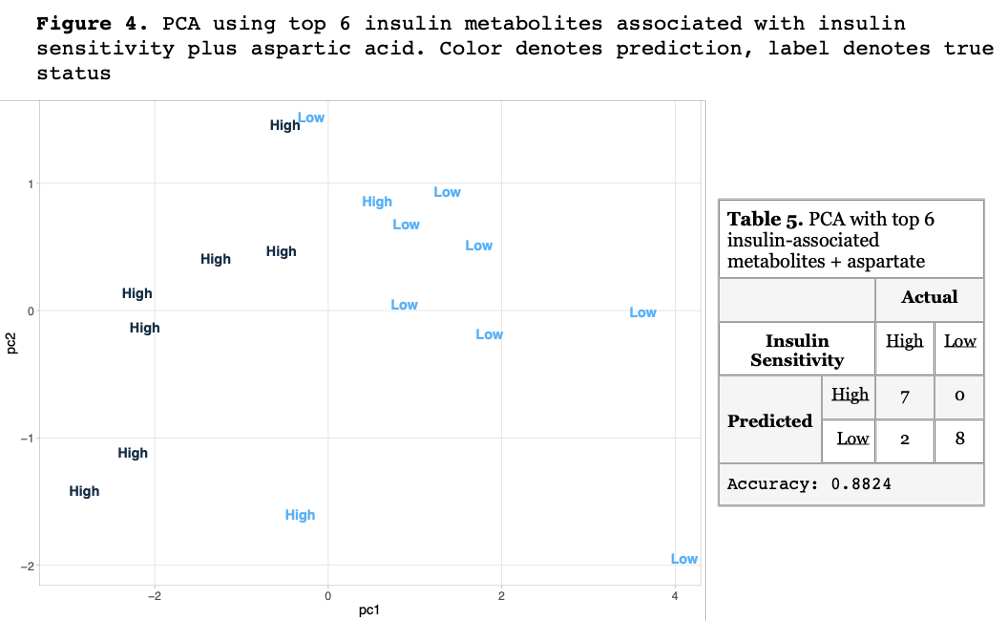 Figure 4. PCA using top 6 insulin metabolites associated with insulin
sensitivity plus aspartic acid. Color denotes prediction, label denotes true
status
High
Low
Low
High
Low
Low
High
High
High
High
Low
Low
Low
High
High
High
Low
1
0
−1
−2
pc2
−2
0
2
4
pc1
Table 5. PCA with top 6
insulin-associated
metabolites + aspartate
Actual
Insulin
Sensitivity
High
Low
Predicted
High
7
0
Low
2
8
Accuracy: 0.8824